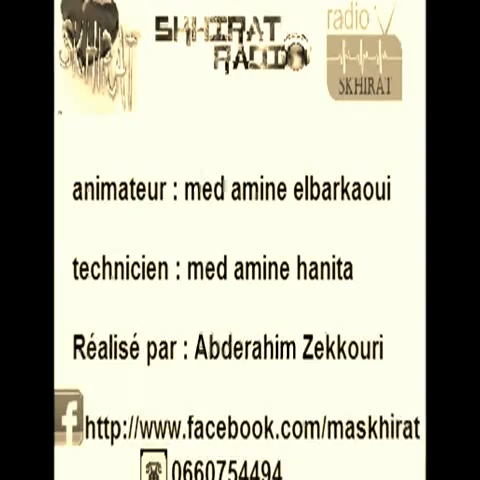 SKHIRAT
SKHIRAT
RADIO
radio
SKHIRAT
animateur : med amine elbarkaoui
technicien : med amine hanita
Réalisé par : Abderahim Zekkouri
f http://www.facebook.com/maskhirat
0660754494